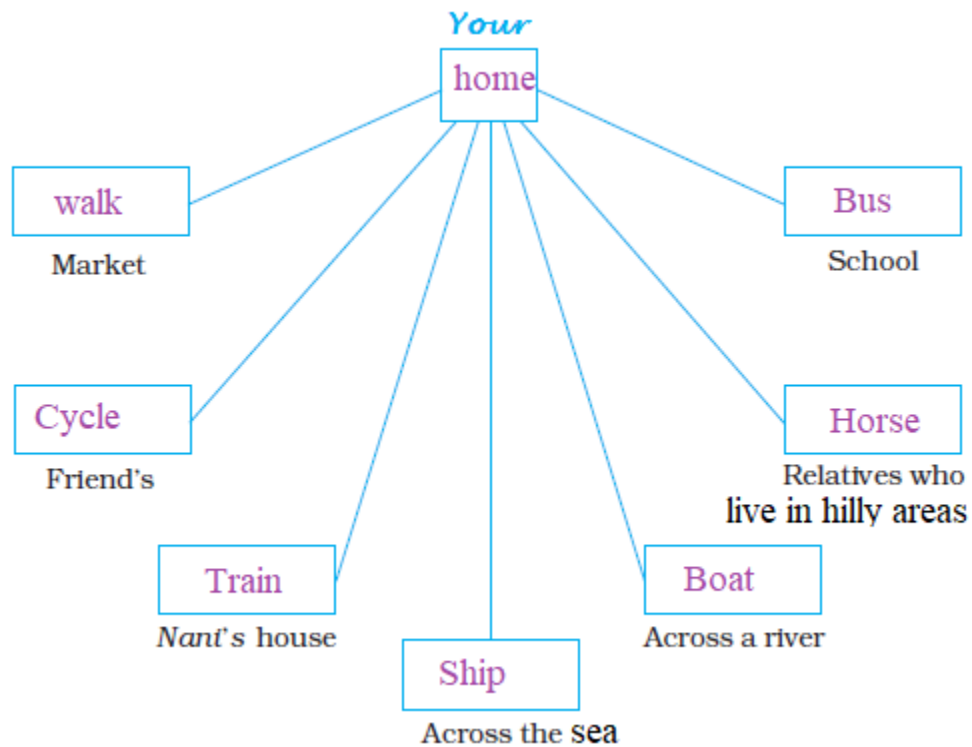 Your
home
walk
Market
Bus
School
Cycle
Friend's
Horse
Relatives who
live in hilly areas
Train
Nani's house
Boat
Across a river
Ship
Across the sea